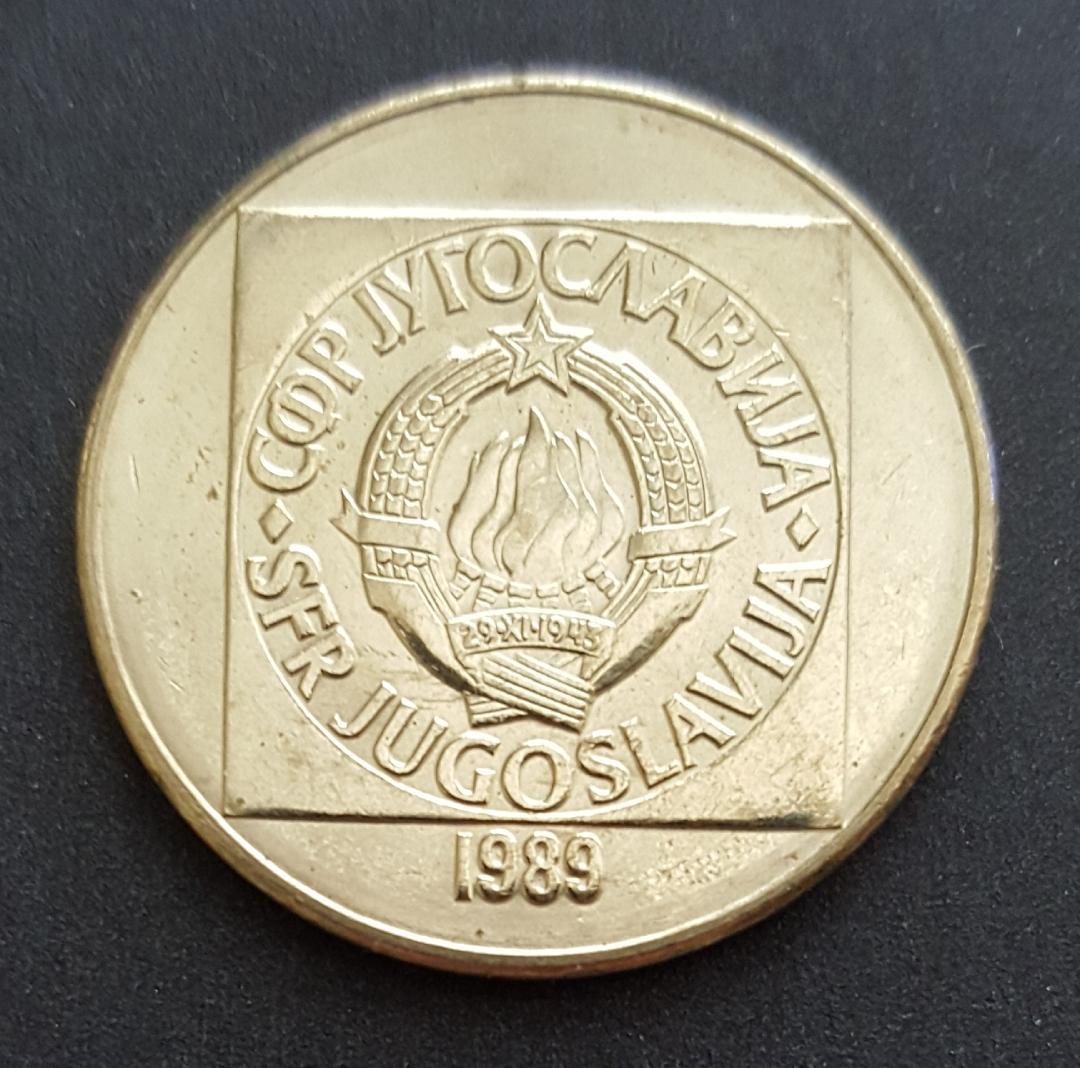 СФР ЈУГОСЛАВИЈА
29·XI·1943
SFR JUGOSLAVIJA
1989